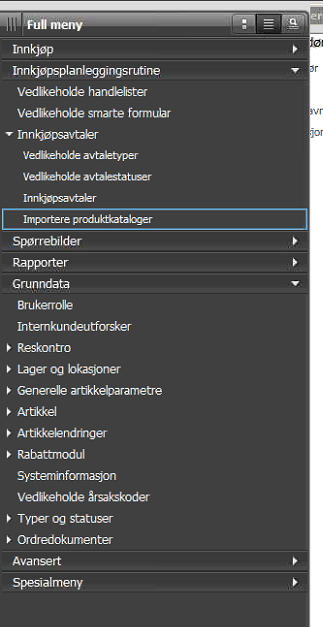 Full meny
Innkjøp
Innkjøpsplanleggingsrutine
Vedlikeholde handlelister
Vedlikeholde smarte formular
Innkjøpsavtaler
Vedlikeholde avtaletyper
Vedlikeholde avtalestatuser
Innkjøpsavtaler
Importere produktkataloger
Spørrebilder
Rapporter
Grunndata
Brukerrolle
Internkundeutforsker
Reskontro
Lager og lokasjoner
Generelle artikkelparametre
Artikkel
Artikkelendringer
Rabattmodul
Systeminformasjon
Vedlikeholde årsakskoder
Typer og statuser
Ordredokumenter
Avansert
Spesialmeny